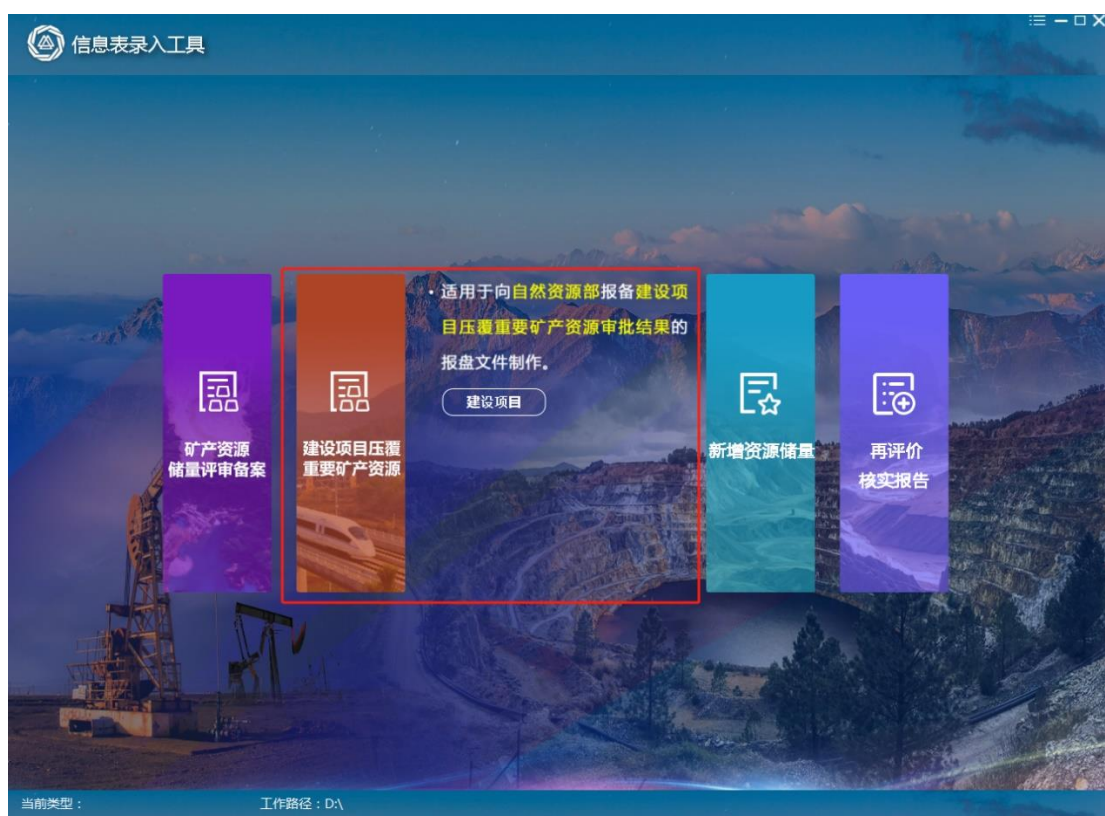 信息表录入工具
· 适用于向自然资源部报备建设项
目压覆重要矿产资源审批结果的
报盘文件制作。
建设项目
矿产资源
储量评审备案
建设项目压覆
重要矿产资源
新增资源储量
再评价
核实报告
当前类型：
工作路径：D:\